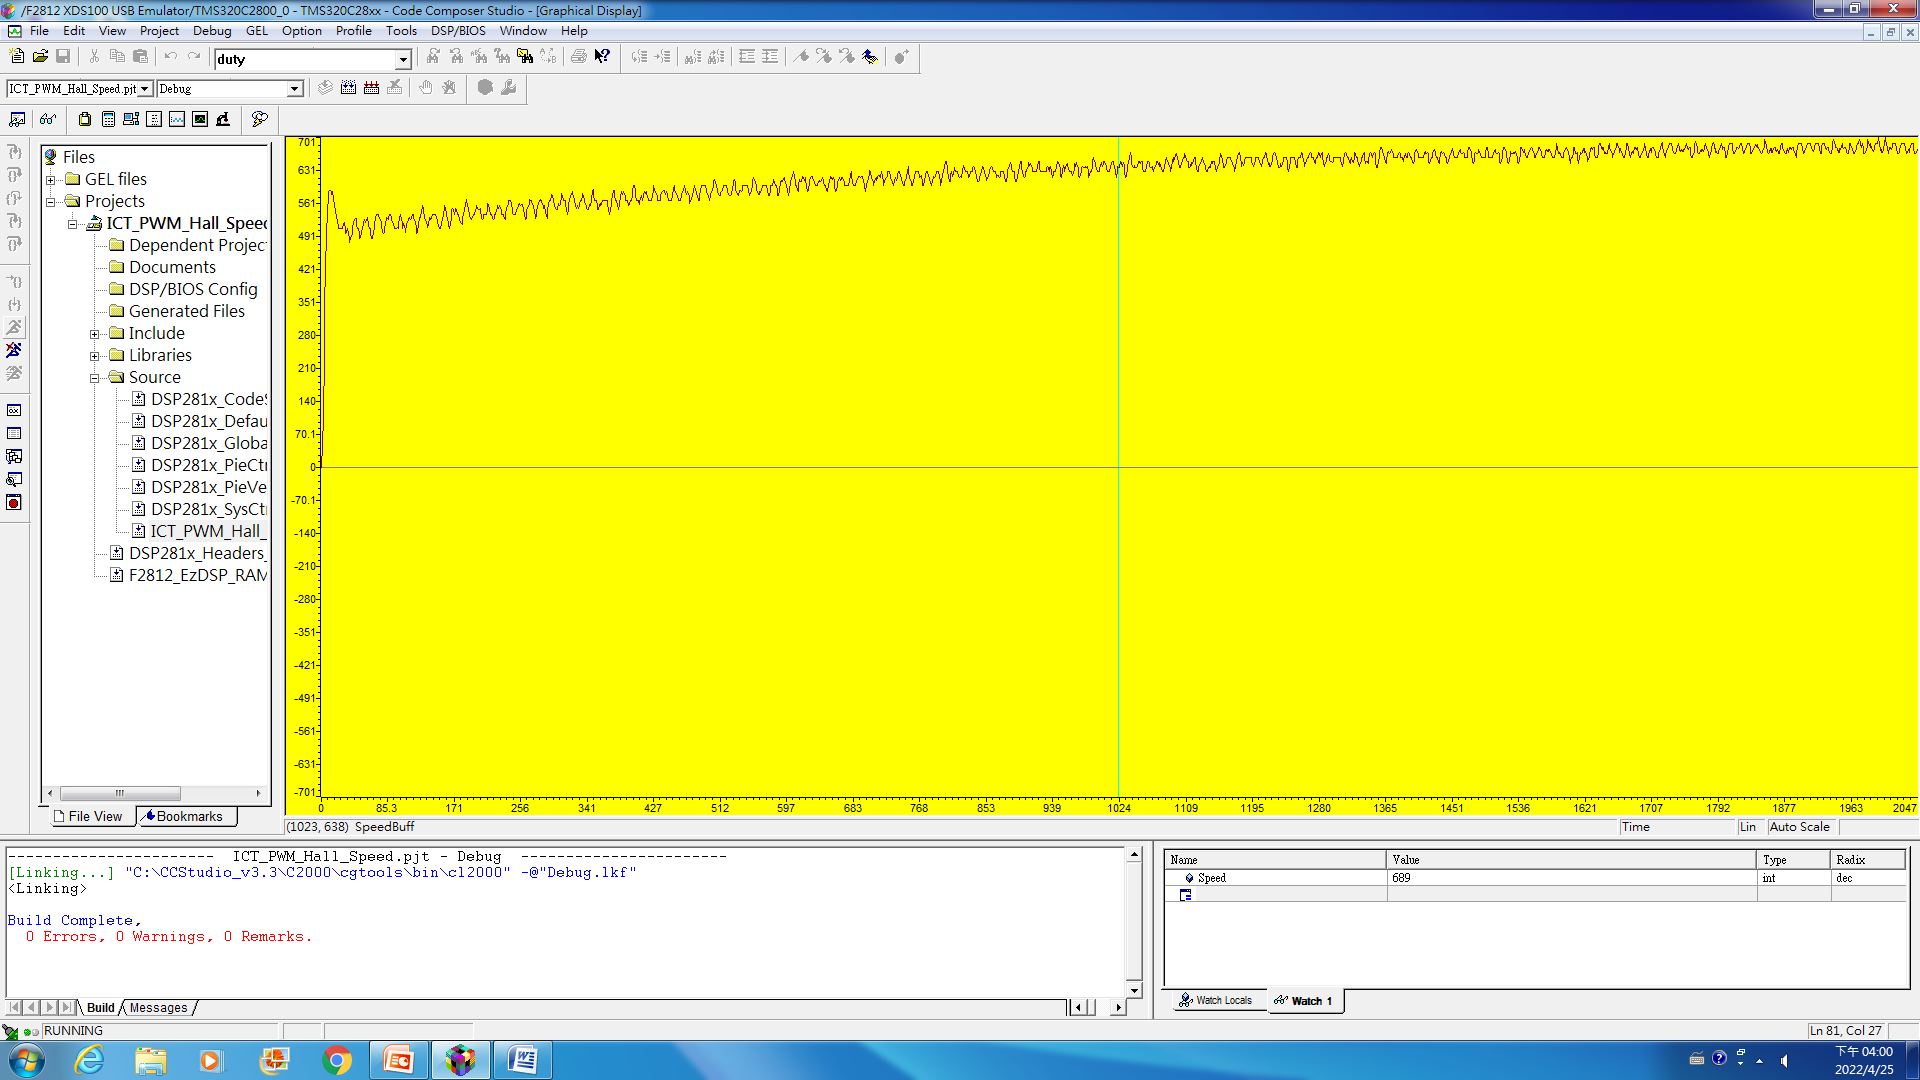 /F2812 XDS100 USB Emulator/TMS320C2800_0 - TMS320C28xx - Code Composer Studio - [Graphical Display]
File Edit View Project Debug GEL Option Profile Tools DSP/BIOS Window Help
duty
ICT_PWM_Hall_Speed.pjt Debug
Files
GEL files
Projects
ICT_PWM_Hall_Speed
Dependent Projec
Documents
DSP/BIOS Config
Generated Files
Include
Libraries
Source
DSP281x_CodeS
DSP281x_Defau
DSP281x_Globa
DSP281x_PieCtr
DSP281x_PieVe
DSP281x_SysCtr
ICT_PWM_Hall_
DSP281x_Headers_
F2812_EzDSP_RAM
File View Bookmarks
701
631
561
491
421
351
280
210
140
70.1
0
-70.1
-140
-210
-280
-351
-421
-491
-561
-631
-701
0 85.3 171 256 341 427 512 597 683 768 853 939 1024 1109 1195 1280 1365 1451 1536 1621 1707 1792 1877 1963 2047
(1023, 638) SpeedBuff Time Lin Auto Scale
----------------------- ICT_PWM_Hall_Speed.pjt - Debug -----------------------
[Linking...] "C:\CCStudio_v3.3\C2000\cgtools\bin\cl2000" -@"Debug.lkf"
<Linking>
Build Complete,
0 Errors, 0 Warnings, 0 Remarks.
Build Messages
Name Value Type Radix
Speed 689 int dec
Watch Locals Watch 1
RUNNING Ln 81, Col 27
下午 04:00
2022/4/25